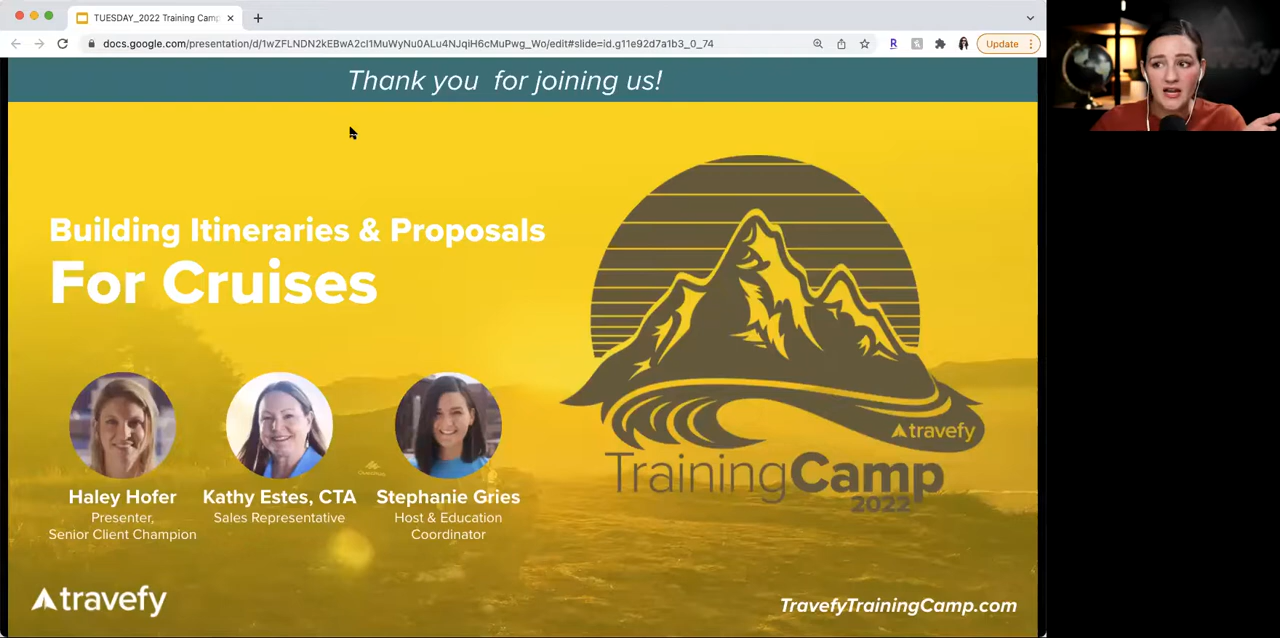 TUESDAY_2022 Training Camp
docs.google.com/presentation/d/1wZFLNDN2kEBwA2cI1MuWyNu0ALu4NJqiH6cMuPwg_Wo/edit#slide=id.g11e92d7a1b3_0_74
R
Update
Thank you for joining us!
Building Itineraries & Proposals
For Cruises
travefy
TrainingCamp
2022
Haley Hofer
Presenter,
Senior Client Champion
Kathy Estes, CTA
Sales Representative
Stephanie Gries
Host & Education
Coordinator
travefy
TravefyTrainingCamp.com